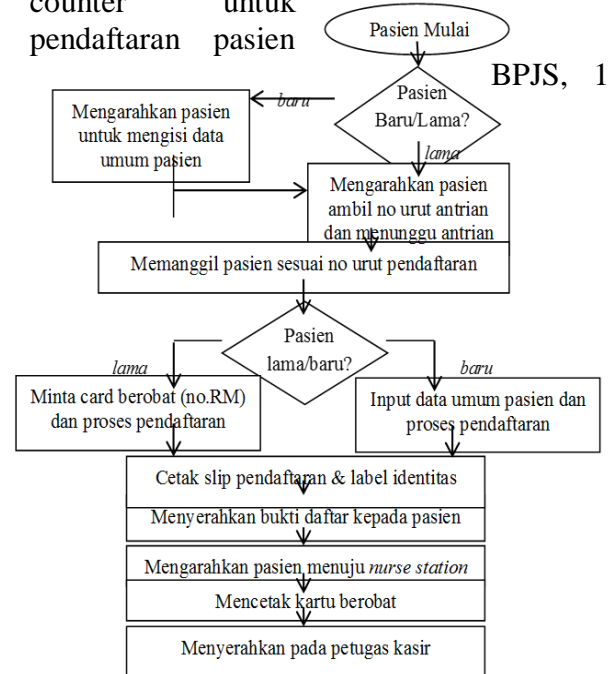 counter untuk
pendaftaran pasien
BPJS, 1
Pasien Mulai
Pasien
Baru/Lama?
baru
lama
Mengarahkan pasien
untuk mengisi data
umum pasien
Mengarahkan pasien
ambil no urut antrian
dan menunggu antrian
Memanggil pasien sesuai no urut pendaftaran
Pasien
lama/baru?
lama
baru
Minta card berobat (no.RM)
dan proses pendaftaran
Input data umum pasien dan
proses pendaftaran
Cetak slip pendaftaran & label identitas
Menyerahkan bukti daftar kepada pasien
Mengarahkan pasien menuju nurse station
Mencetak kartu berobat
Menyerahkan pada petugas kasir